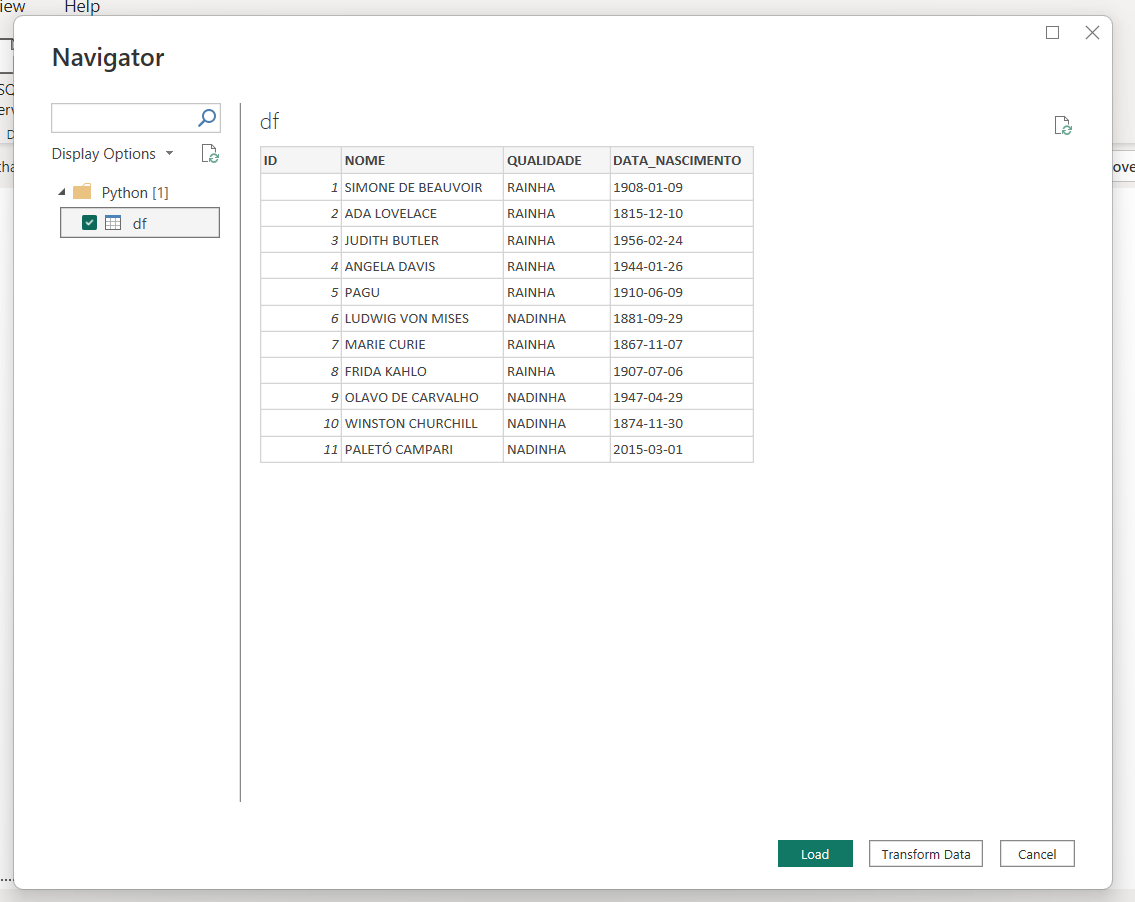 Help
Navigator
Display Options
Python [1]
df
df
ID NOME QUALIDADE DATA_NASCIMENTO
1 SIMONE DE BEAUVOIR RAINHA 1908-01-09
2 ADA LOVELACE RAINHA 1815-12-10
3 JUDITH BUTLER RAINHA 1956-02-24
4 ANGELA DAVIS RAINHA 1944-01-26
5 PAGU RAINHA 1910-06-09
6 LUDWIG VON MISES NADINHA 1881-09-29
7 MARIE CURIE RAINHA 1867-11-07
8 FRIDA KAHLO RAINHA 1907-07-06
9 OLAVO DE CARVALHO NADINHA 1947-04-29
10 WINSTON CHURCHILL NADINHA 1874-11-30
11 PALETÓ CAMPARI NADINHA 2015-03-01
Load Transform Data Cancel